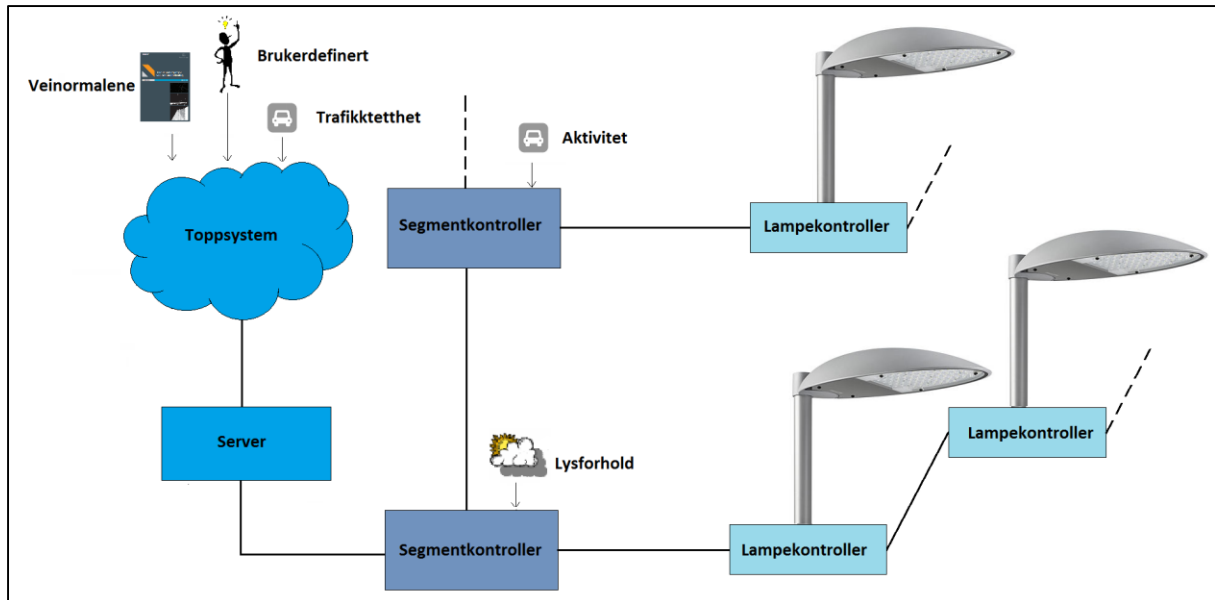 Brukerdefinert
Veinormalene
Trafikktetthet
Aktivitet
Toppsystem
Segmentkontroller
Lampekontroller
Server
Lysforhold
Lampekontroller
Segmentkontroller
Lampekontroller